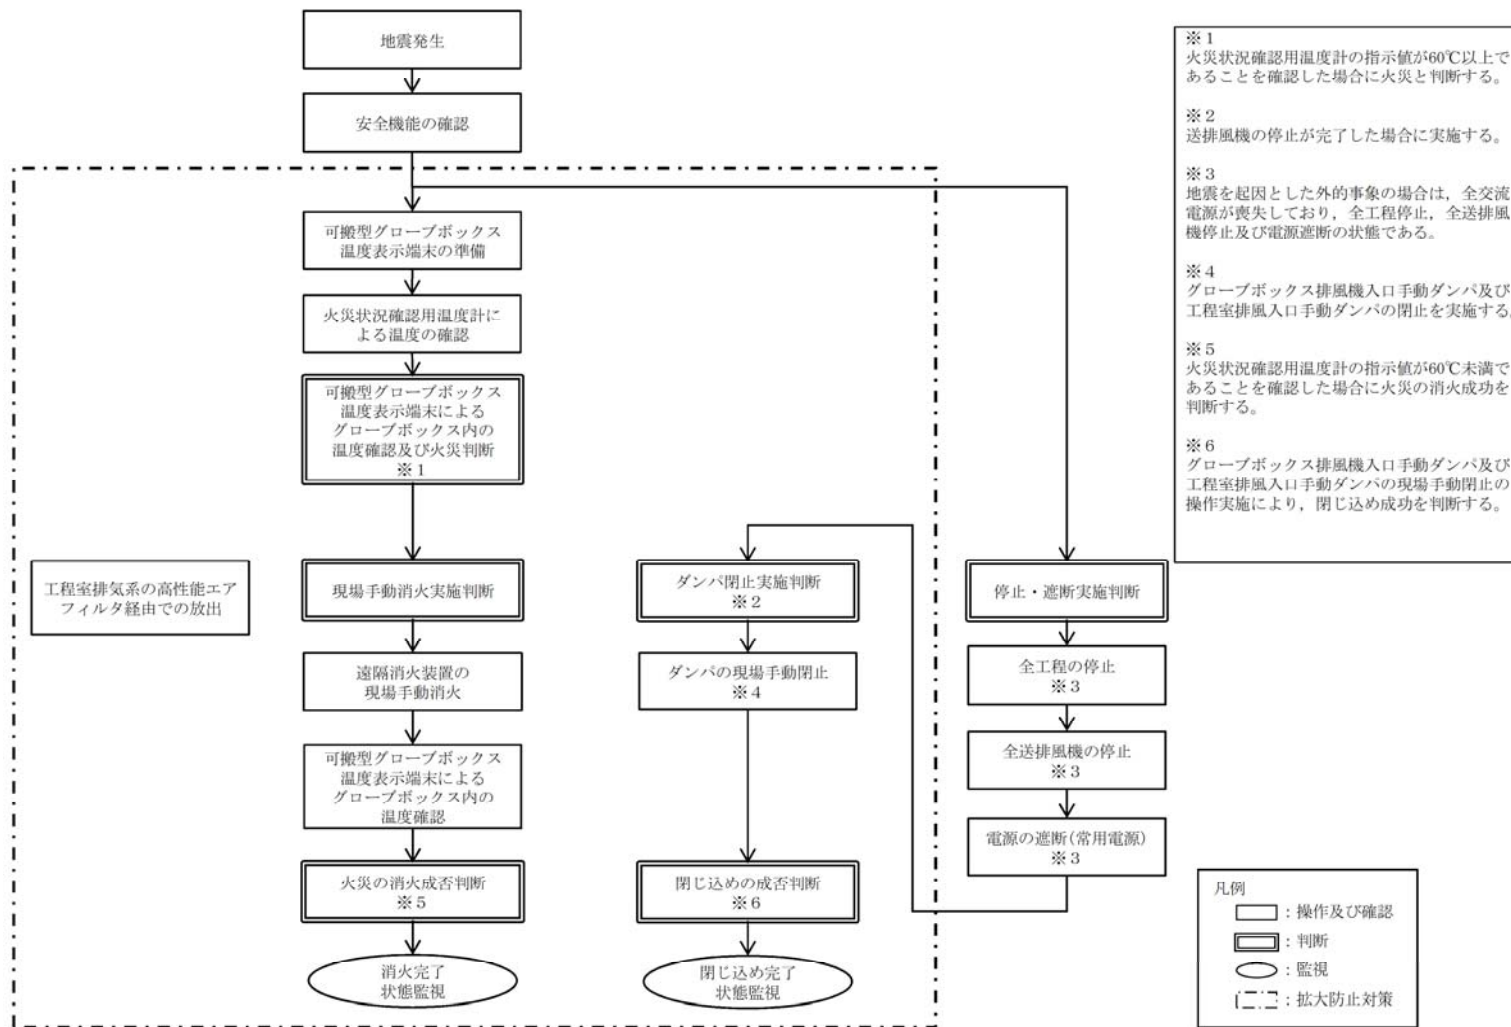 地震発生
安全機能の確認
可搬型グローブボックス
温度表示端末の準備
火災状況確認用温度計に
よる温度の確認
可搬型グローブボックス
温度表示端末による
グローブボックス内の
温度確認及び火災判断
※1
工程室排気系の高性能エア
フィルタ経由での放出
現場手動消火実施判断
遠隔消火装置の
現場手動消火
可搬型グローブボックス
温度表示端末による
グローブボックス内の
温度確認
火災の消火成否判断
※5
消火完了
状態監視
ダンパ閉止実施判断
※2
ダンパの現場手動閉止
※4
閉じ込めの成否判断
※6
閉じ込め完了
状態監視
停止・遮断実施判断
全工程の停止
※3
全送排風機の停止
※3
電源の遮断(常用電源)
※3
※1
火災状況確認用温度計の指示値が60℃以上で
あることを確認した場合に火災と判断する。
※2
送排風機の停止が完了した場合に実施する。
※3
地震を起因とした外的事象の場合は，全交流
電源が喪失しており，全工程停止，全送排風
機停止及び電源遮断の状態である。
※4
グローブボックス排風機入口手動ダンパ及び
工程室排風入口手動ダンパの閉止を実施する。
※5
火災状況確認用温度計の指示値が60℃未満で
あることを確認した場合に火災の消火成功を
判断する。
※6
グローブボックス排風機入口手動ダンパ及び
工程室排風入口手動ダンパの現場手動閉止の
操作実施により，閉じ込め成功を判断する。
凡例
：操作及び確認
：判断
：監視
：拡大防止対策